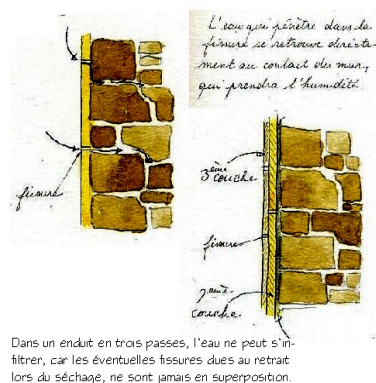 L'eau qui pénètre dans la
fissure se retrouve directe-
ment au contact du mur,
qui prendra l'humidité.
fissure
3ème
couche
fissure
2ème
couche
Dans un enduit en trois passes, l'eau ne peut s'in-
filtrer, car les éventuelles fissures dues au retrait
lors du séchage, ne sont jamais en superposition.